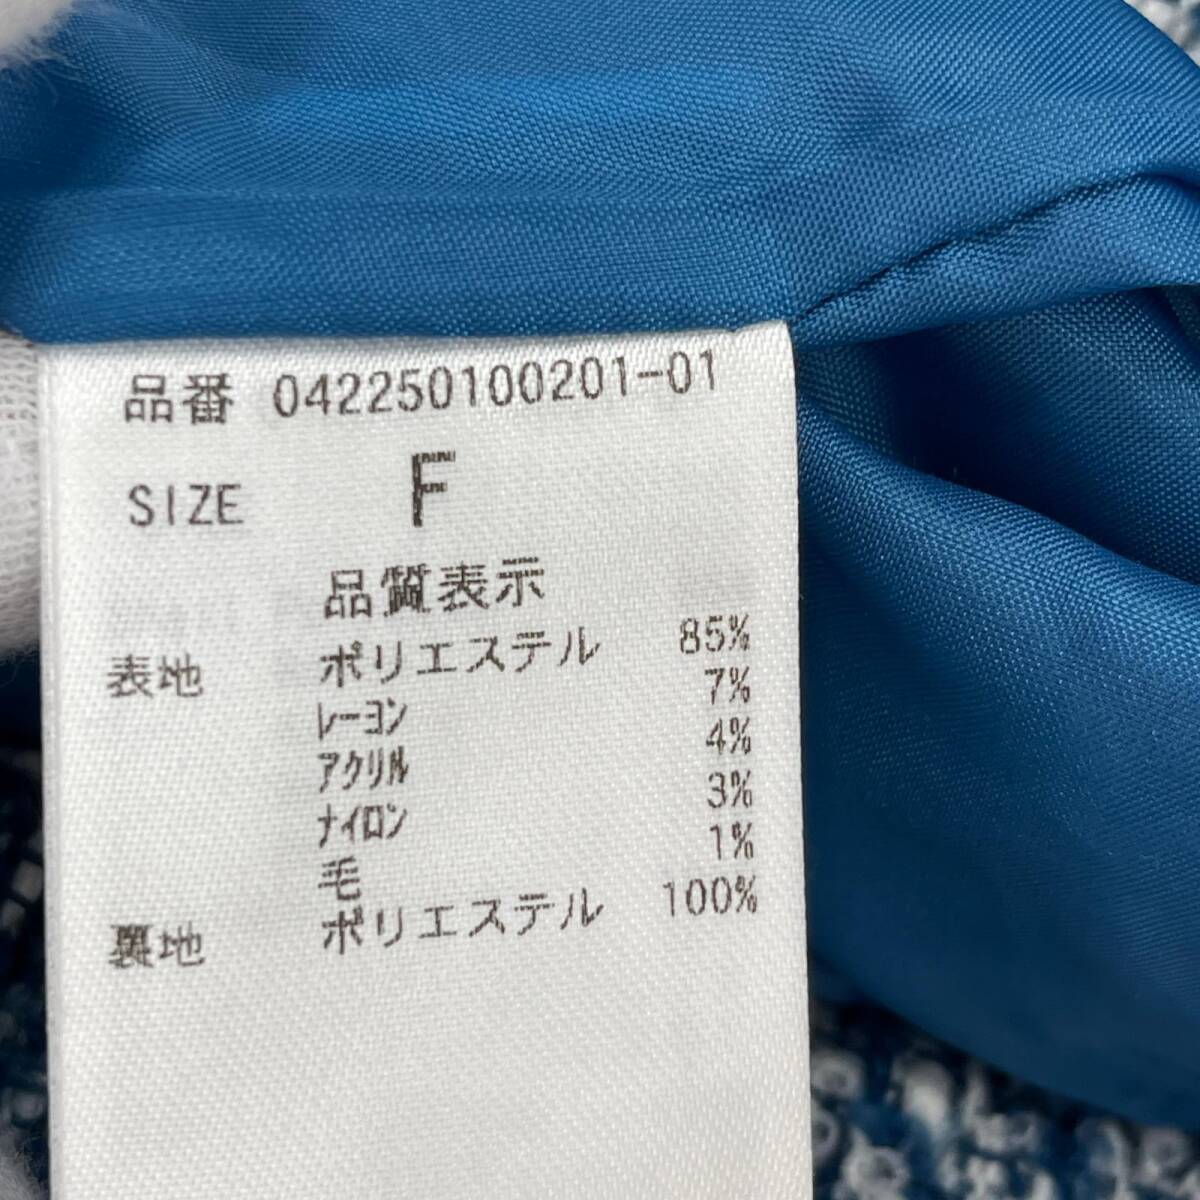 品番 042250100201-01
SIZE F
品質表示
表地 ポリエステル 85%
レーヨン 7%
アクリル 4%
ナイロン 3%
毛 1%
裏地 ポリエステル 100%